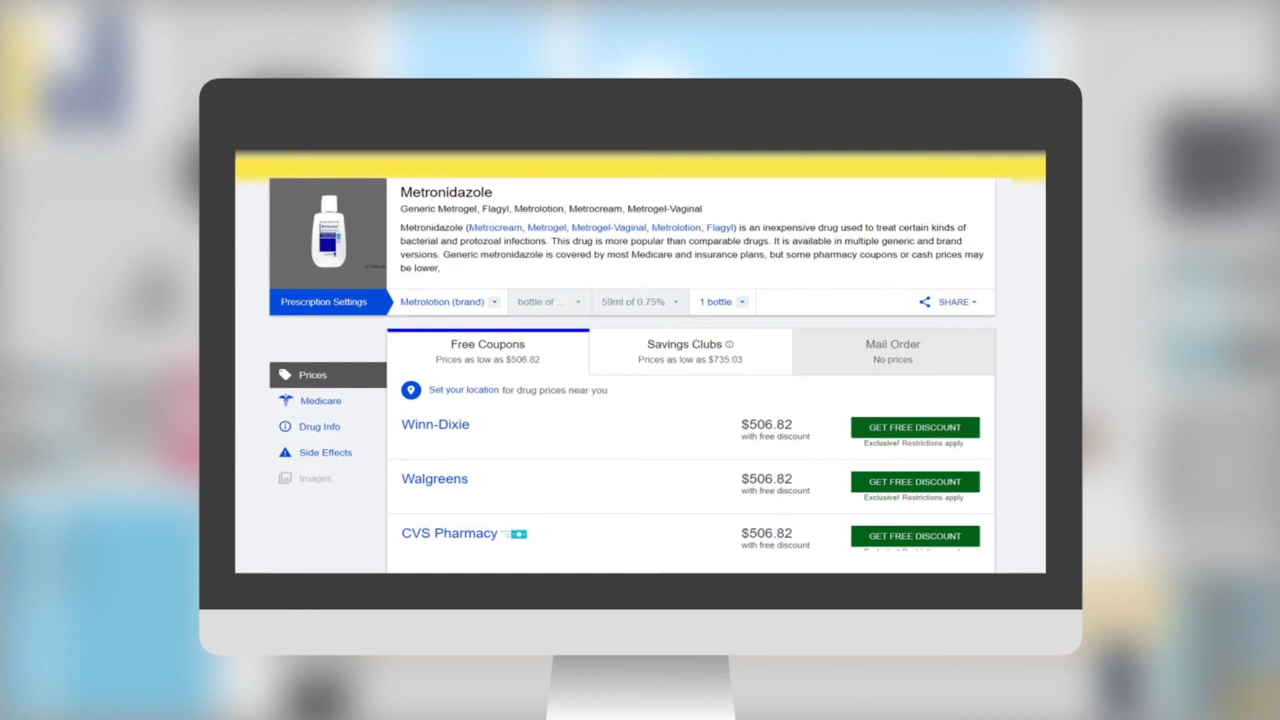 Metronidazole
Generic Metrogel, Flagyl, Metrolotion, Metrocream, Metrogel-Vaginal
Metronidazole (Metrocream, Metrogel, Metrogel-Vaginal, Metrolotion, Flagyl) is an inexpensive drug used to treat certain kinds of
bacterial and protozoal infections. This drug is more popular than comparable drugs. It is available in multiple generic and brand
versions. Generic metronidazole is covered by most Medicare and insurance plans, but some pharmacy coupons or cash prices may
be lower,
Prescription Settings Metrolotion (brand) bottle of ... 59ml of 0.75% 1 bottle SHARE
Free Coupons Savings Clubs Mail Order
Prices as low as $506.82 Prices as low as $735.03 No prices
Prices
Medicare
Drug Info
Side Effects
Images
Set your location for drug prices near you
Winn-Dixie $506.82 GET FREE DISCOUNT
with free discount Exclusive! Restrictions apply
Walgreens $506.82 GET FREE DISCOUNT
with free discount Exclusive! Restrictions apply
CVS Pharmacy $506.82 GET FREE DISCOUNT
with free discount